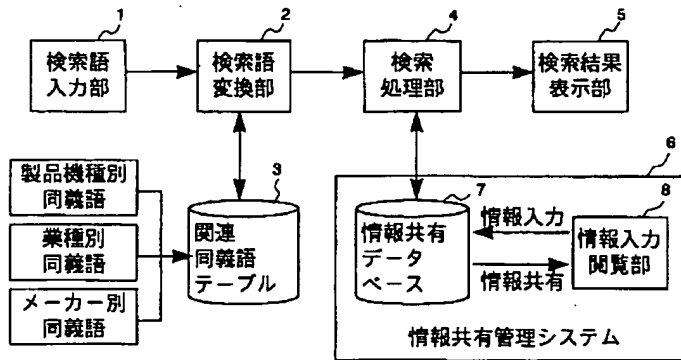 1
検索語
入力部
2
検索語
変換部
4
検索
処理部
5
検索結果
表示部
製品機種別
同義語
業種別
同義語
メーカー別
同義語
3
関連
同義語
テーブル
6
7
情報共有
データ
ベース
情報入力
情報共有
8
情報入力
閲覧部
情報共有管理システム